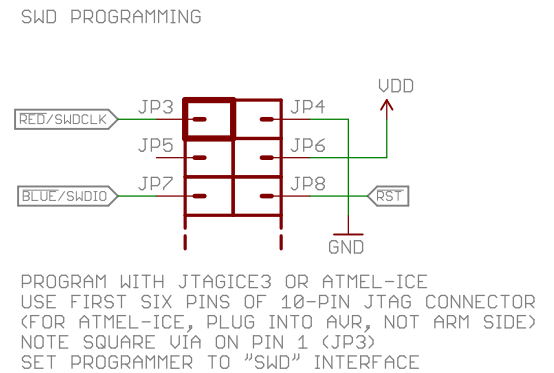 SWD PROGRAMMING
VDD
JP3 JP4
RED/SWDCLK
JP5 JP6
JP7 JP8
BLUE/SWDIO RST
GND
PROGRAM WITH JTAGICE3 OR ATMEL-ICE
USE FIRST SIX PINS OF 10-PIN JTAG CONNECTOR
(FOR ATMEL-ICE, PLUG INTO AVR, NOT ARM SIDE)
NOTE SQUARE VIA ON PIN 1 (JP3)
SET PROGRAMMER TO "SWD" INTERFACE